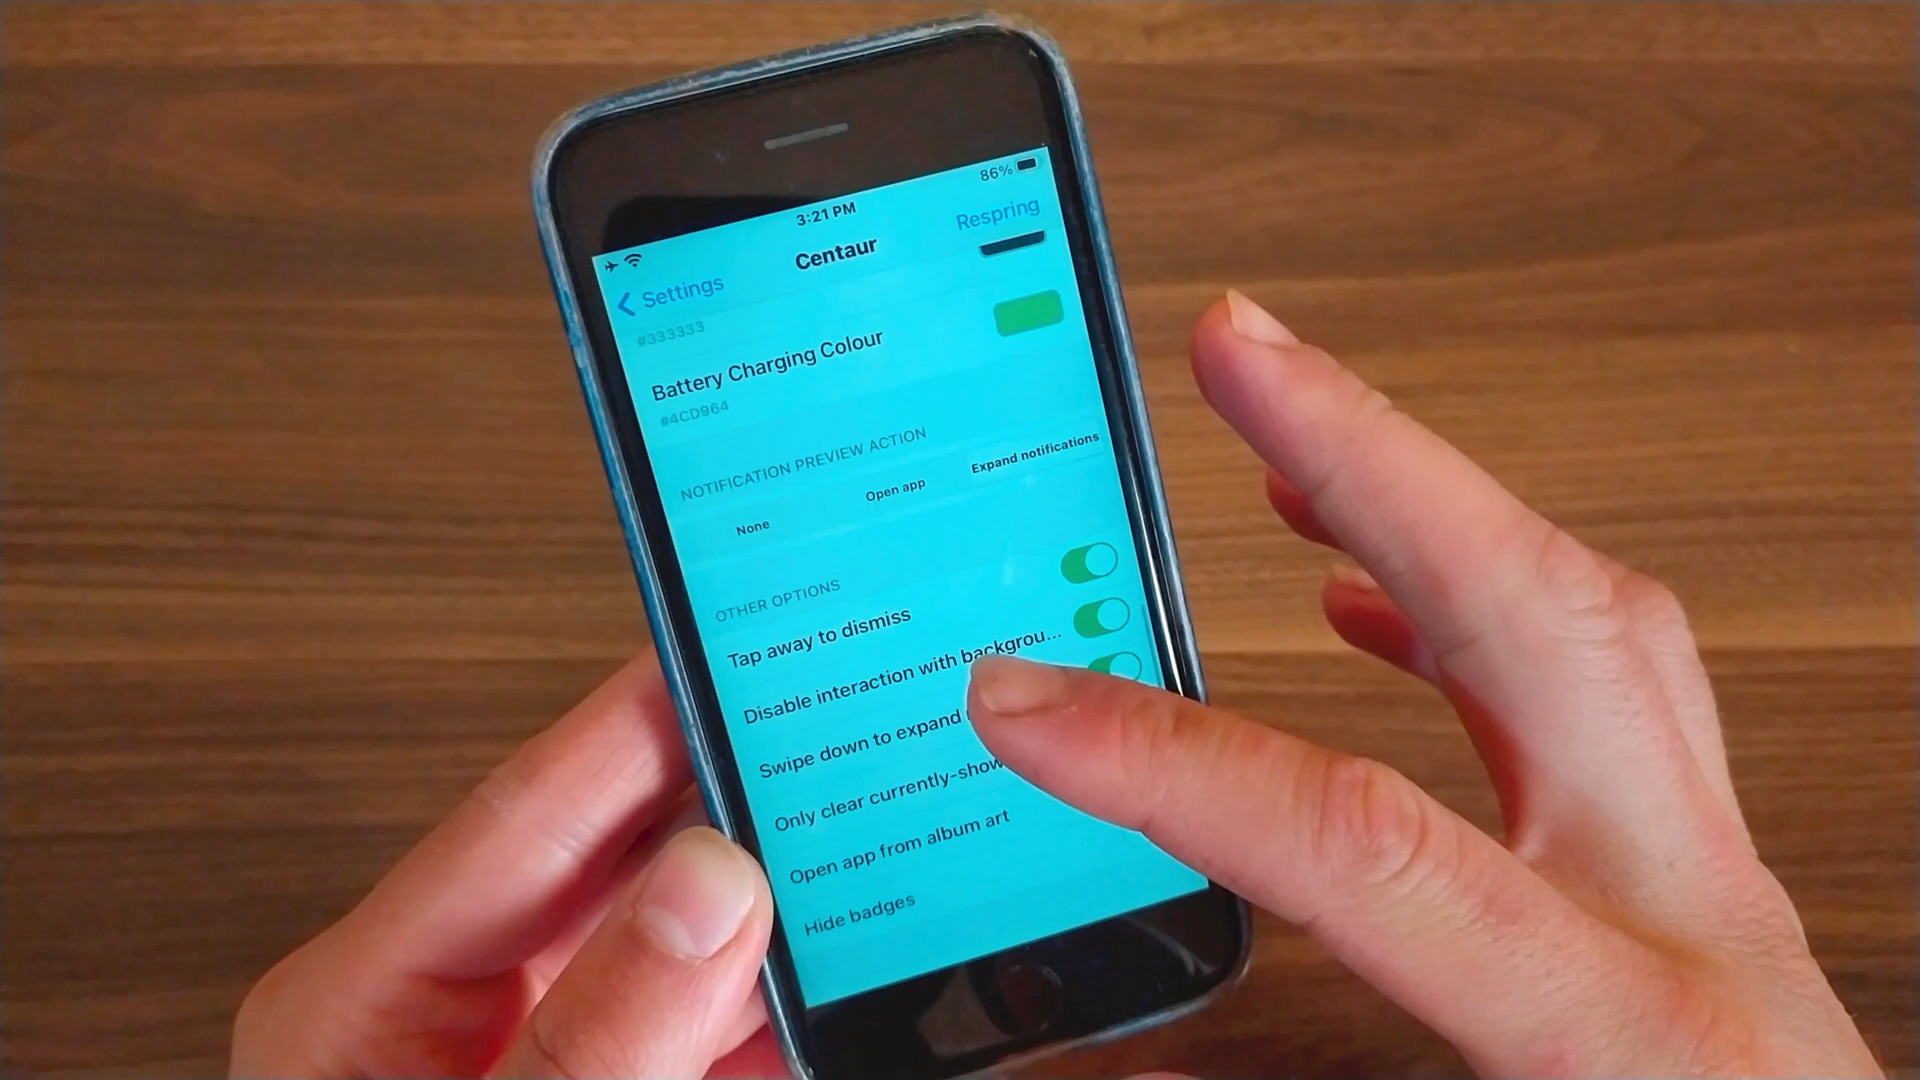 86%
3:21 PM
Respring
Centaur
Settings
#333333
Battery Charging Colour
#4CD964
NOTIFICATION PREVIEW ACTION
None
Open app
Expand notifications
OTHER OPTIONS
Tap away to dismiss
Disable interaction with backgrou...
Swipe down to expand
Only clear currently-show
Open app from album art
Hide badges